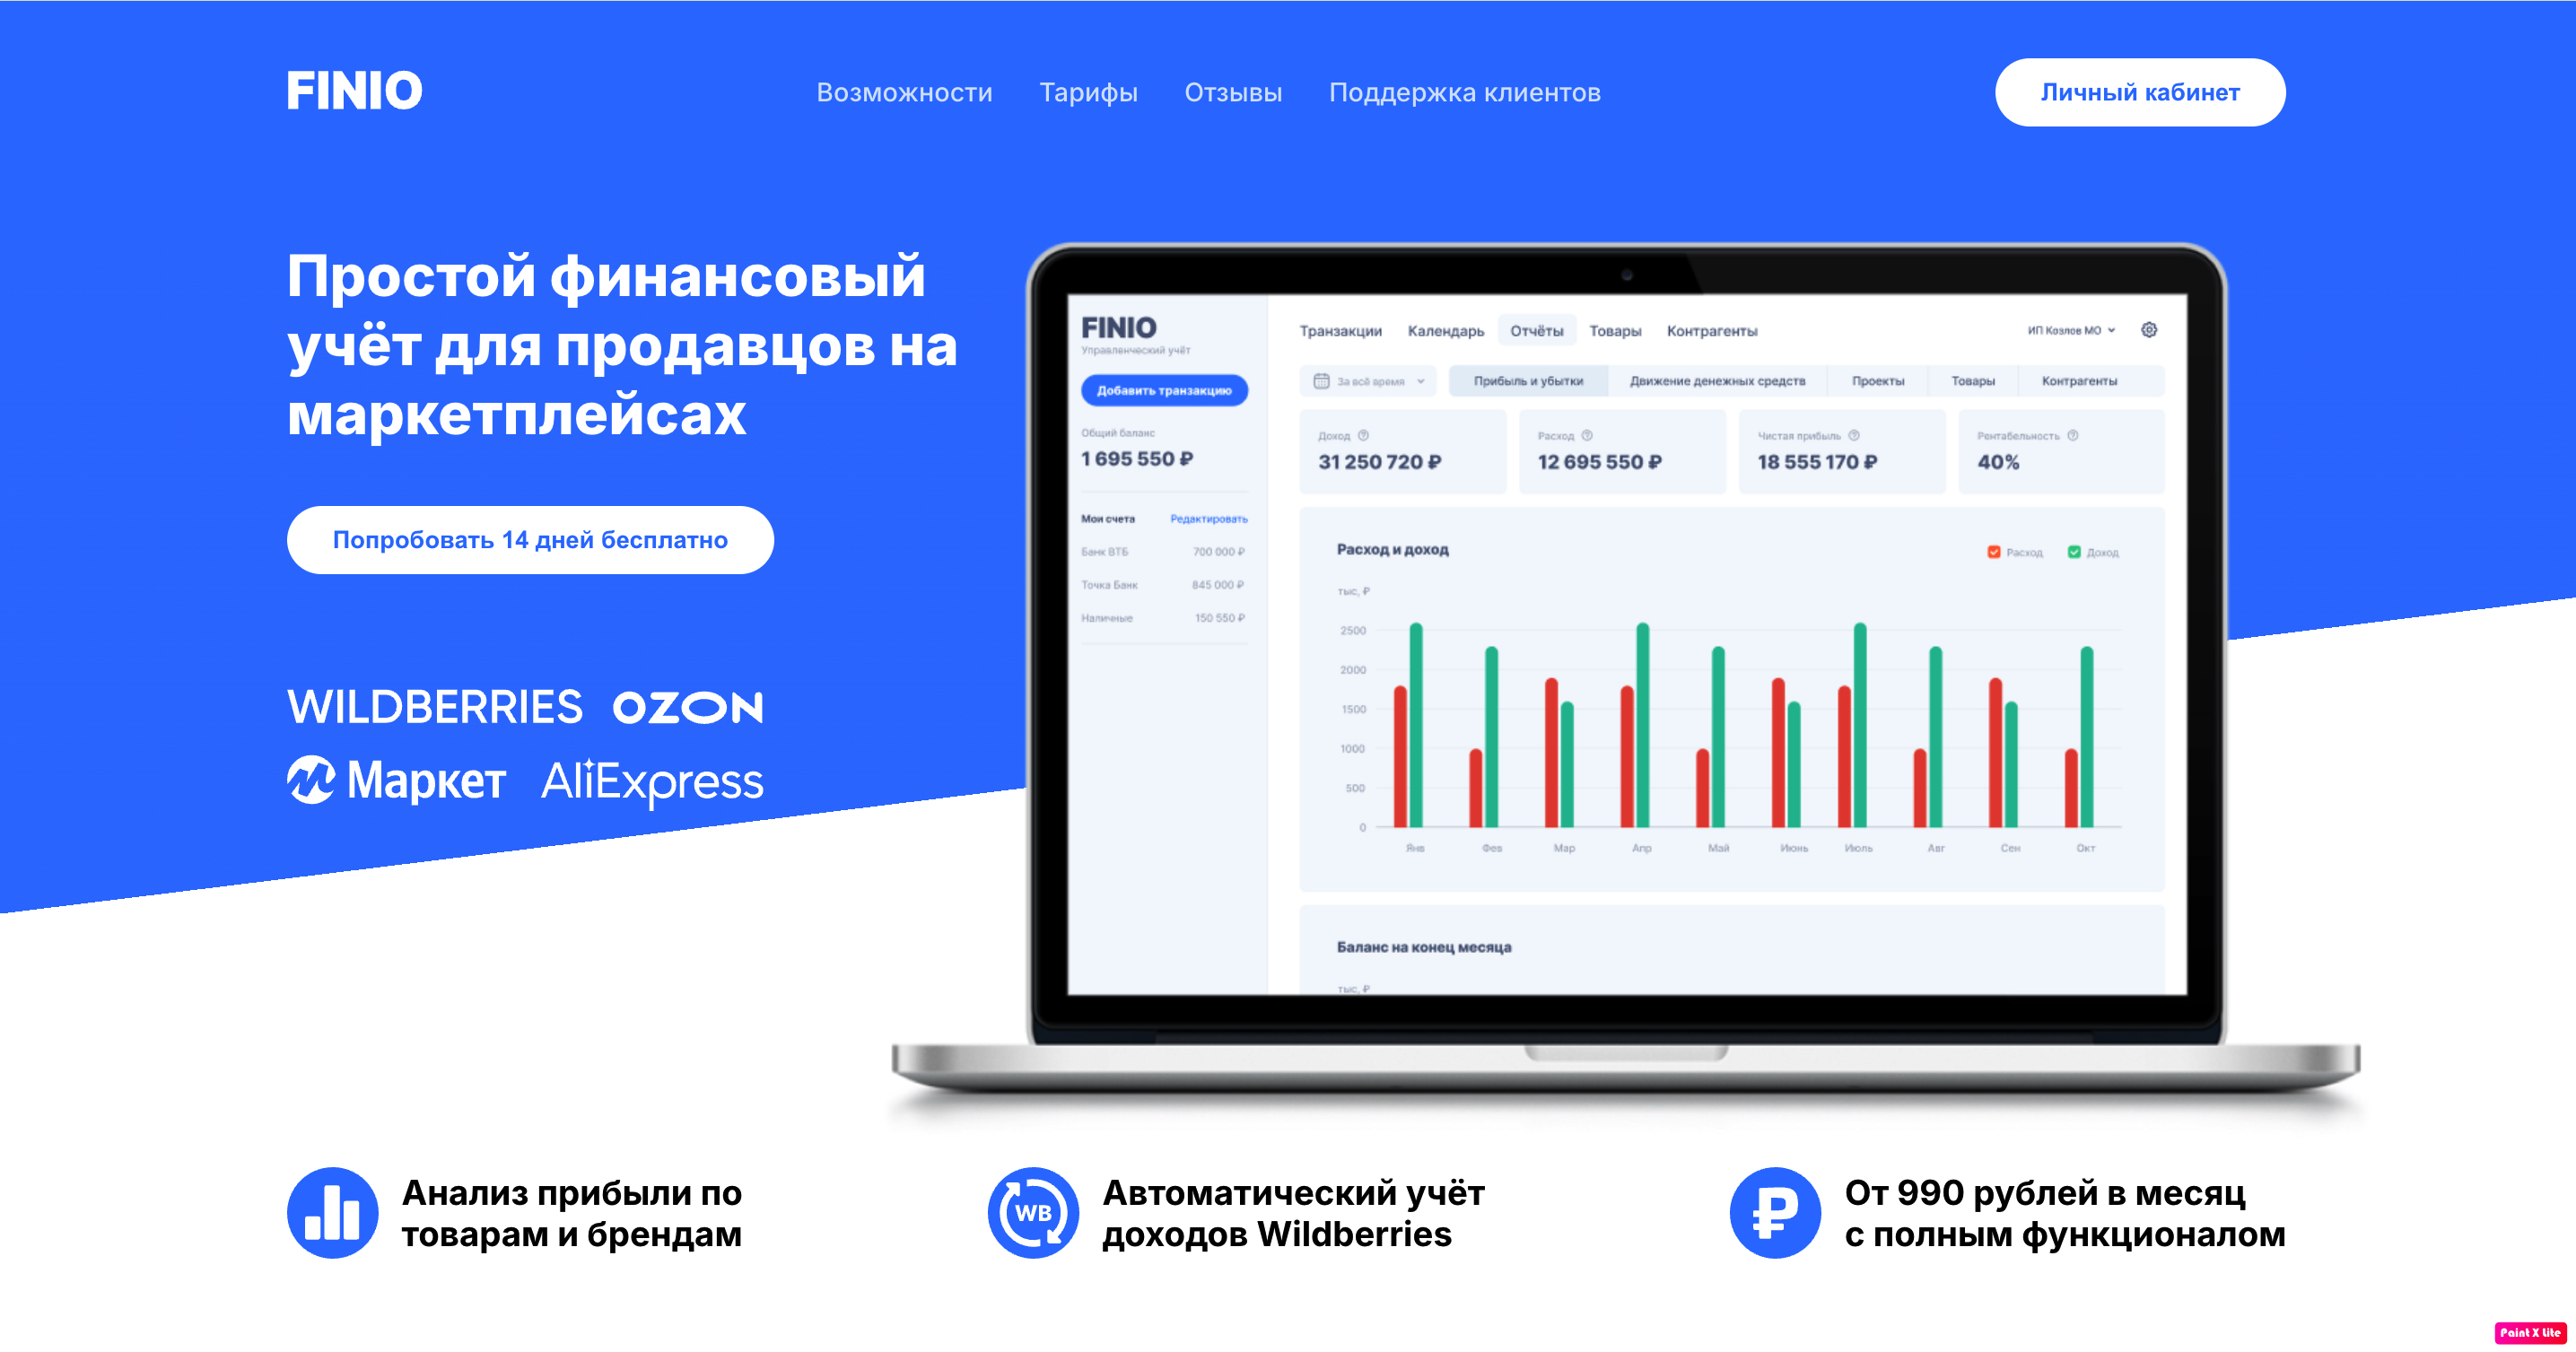 FINIO
Возможности Тарифы Отзывы Поддержка клиентов
Личный кабинет
Простой финансовый
учёт для продавцов на
маркетплейсах
Попробовать 14 дней бесплатно
WILDBERRIES OZON
Маркет AliExpress
FINIO
Управленческий учёт
Добавить транзакцию
Общий баланс
1 695 550 ₽
Мои счета Редактировать
Банк ВТБ 700 000 ₽
Точка Банк 845 000 ₽
Наличные 150 550 ₽
Транзакции Календарь Отчёты Товары Контрагенты
ИП Козлов МО
За всё время
Прибыль и убытки Движение денежных средств Проекты Товары Контрагенты
Доход Расход Чистая прибыль Рентабельность
31 250 720 ₽ 12 695 550 ₽ 18 555 170 ₽ 40%
Расход и доход
Расход Доход
тыс, ₽
2500
2000
1500
1000
500
0
Янв Фев Мар Апр Май Июнь Июль Авг Сен Окт
Баланс на конец месяца
тыс, ₽
Анализ прибыли по
товарам и брендам
WB
Автоматический учёт
доходов Wildberries
От 990 рублей в месяц
с полным функционалом
Paint X Lite